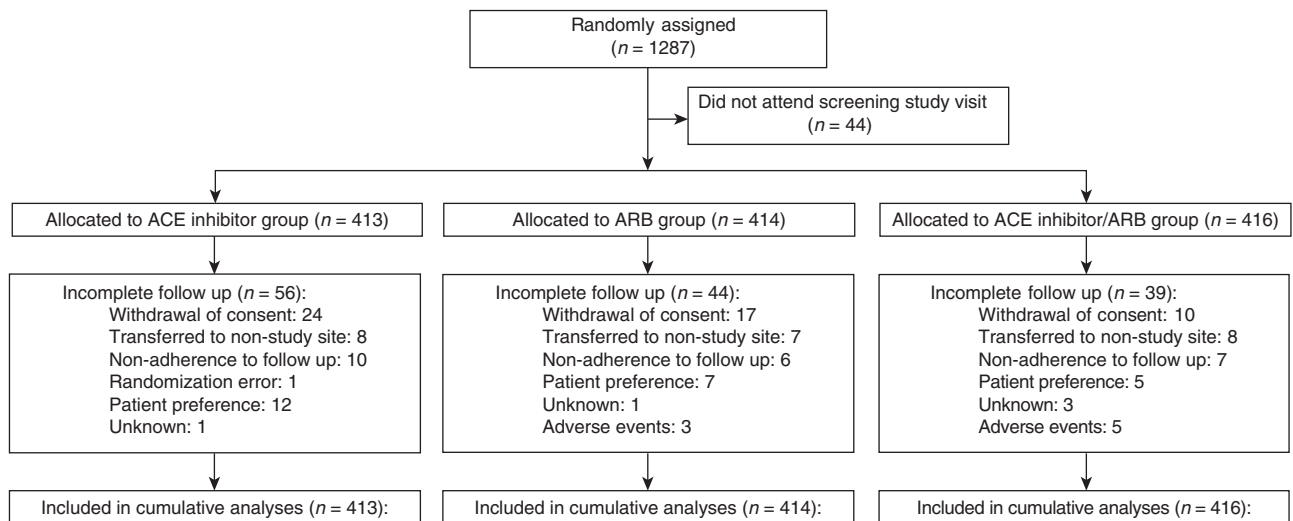 Randomly assigned
(n = 1287)
Did not attend screening study visit
(n = 44)
Allocated to ACE inhibitor group (n = 413)
Allocated to ARB group (n = 414)
Allocated to ACE inhibitor/ARB group (n = 416)
Incomplete follow up (n = 56):
Withdrawal of consent: 24
Transferred to non-study site: 8
Non-adherence to follow up: 10
Randomization error: 1
Patient preference: 12
Unknown: 1
Incomplete follow up (n = 44):
Withdrawal of consent: 17
Transferred to non-study site: 7
Non-adherence to follow up: 6
Patient preference: 7
Unknown: 1
Adverse events: 3
Incomplete follow up (n = 39):
Withdrawal of consent: 10
Transferred to non-study site: 8
Non-adherence to follow up: 7
Patient preference: 5
Unknown: 3
Adverse events: 5
Included in cumulative analyses (n = 413):
Included in cumulative analyses (n = 414):
Included in cumulative analyses (n = 416):